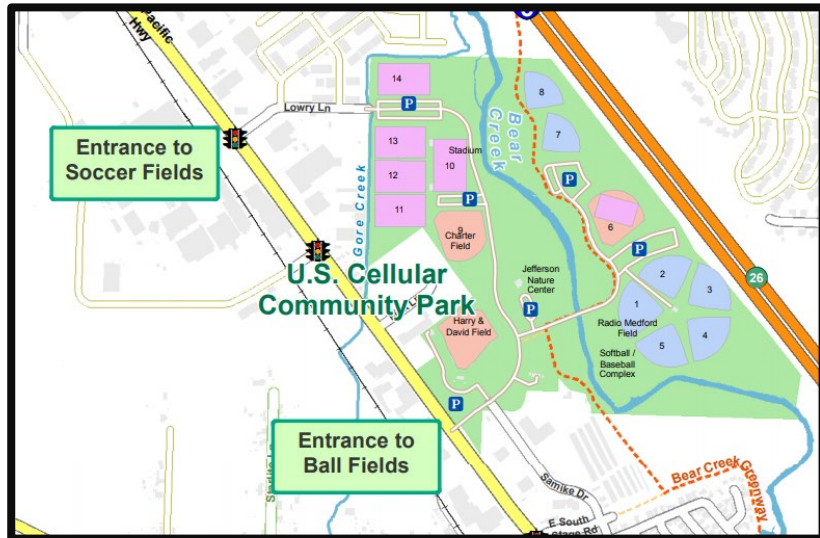 Pacific
Hwy
Lowry Ln
Entrance to
Soccer Fields
Gore Creek
Bear
Creek
14
P
13
12
11
Stadium
10
P
9
Charter
Field
8
7
P
6
P
2
3
1
Radio Medford
Field
4
5
Softball /
Baseball
Complex
26
Jefferson
Nature
Center
P
U.S. Cellular
Community Park
Harry &
David Field
P
Entrance to
Ball Fields
Samike Dr
Bear Creek Greenway
E South
Stage Rd